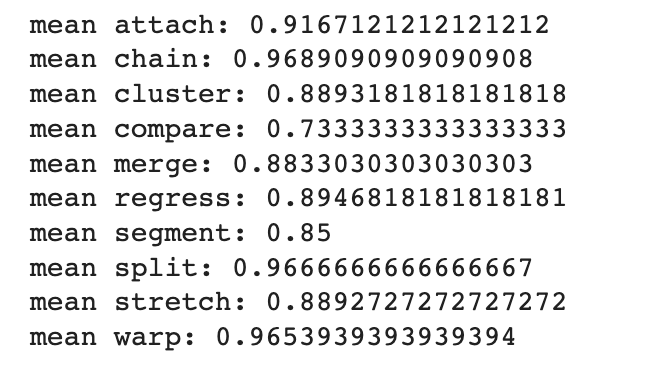 mean attach: 0.9167121212121212
mean chain: 0.9689090909090908
mean cluster: 0.8893181818181818
mean compare: 0.7333333333333333
mean merge: 0.8833030303030303
mean regress: 0.8946818181818181
mean segment: 0.85
mean split: 0.9666666666666667
mean stretch: 0.8892727272727272
mean warp: 0.9653939393939394